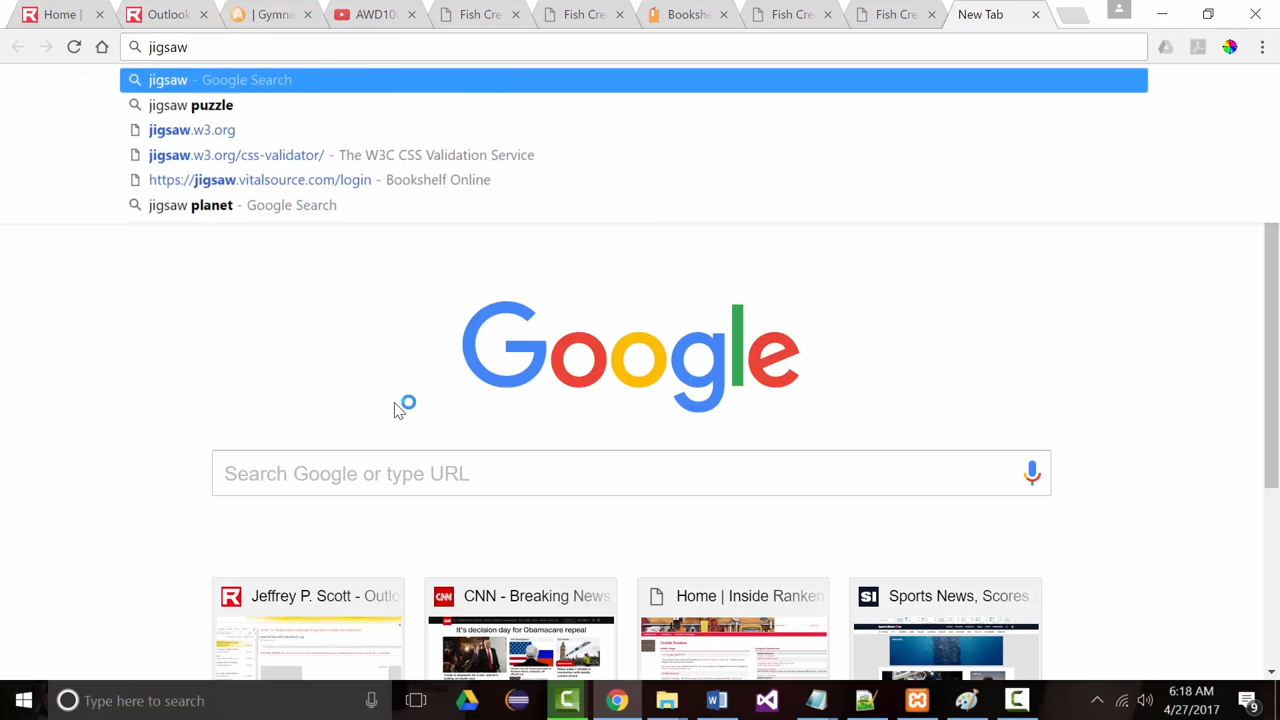 Home |
Outlook
| Gymna
AWD10
Fish Cre
Fish Cre
Bookshe
Fish Cre
Fish Cre
New Tab
jigsaw
jigsaw - Google Search
jigsaw puzzle
jigsaw.w3.org
jigsaw.w3.org/css-validator/ - The W3C CSS Validation Service
https://jigsaw.vitalsource.com/login - Bookshelf Online
jigsaw planet - Google Search
Google
Search Google or type URL
Jeffrey P. Scott - Outlo
CNN - Breaking News
Home | Inside Ranken
Sports News, Scores
It's decision day for Obamacare repeal
Type here to search
6:18 AM
4/27/2017
9